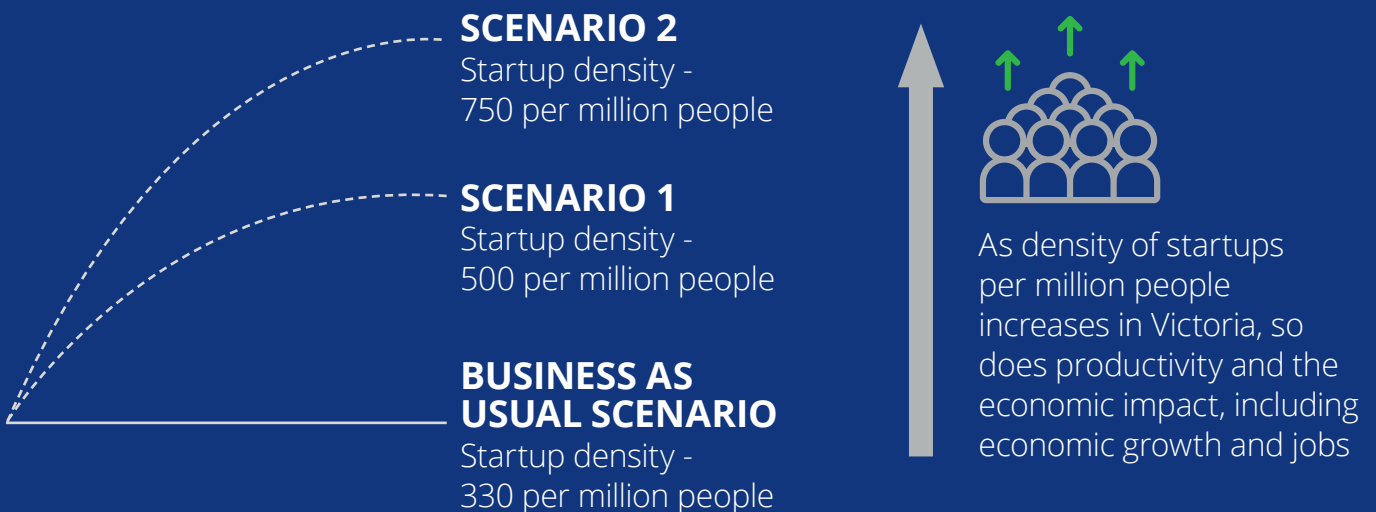 SCENARIO 2
Startup density -
750 per million people
SCENARIO 1
Startup density -
500 per million people
BUSINESS AS
USUAL SCENARIO
Startup density -
330 per million people
As density of startups
per million people
increases in Victoria, so
does productivity and the
economic impact, including
economic growth and jobs